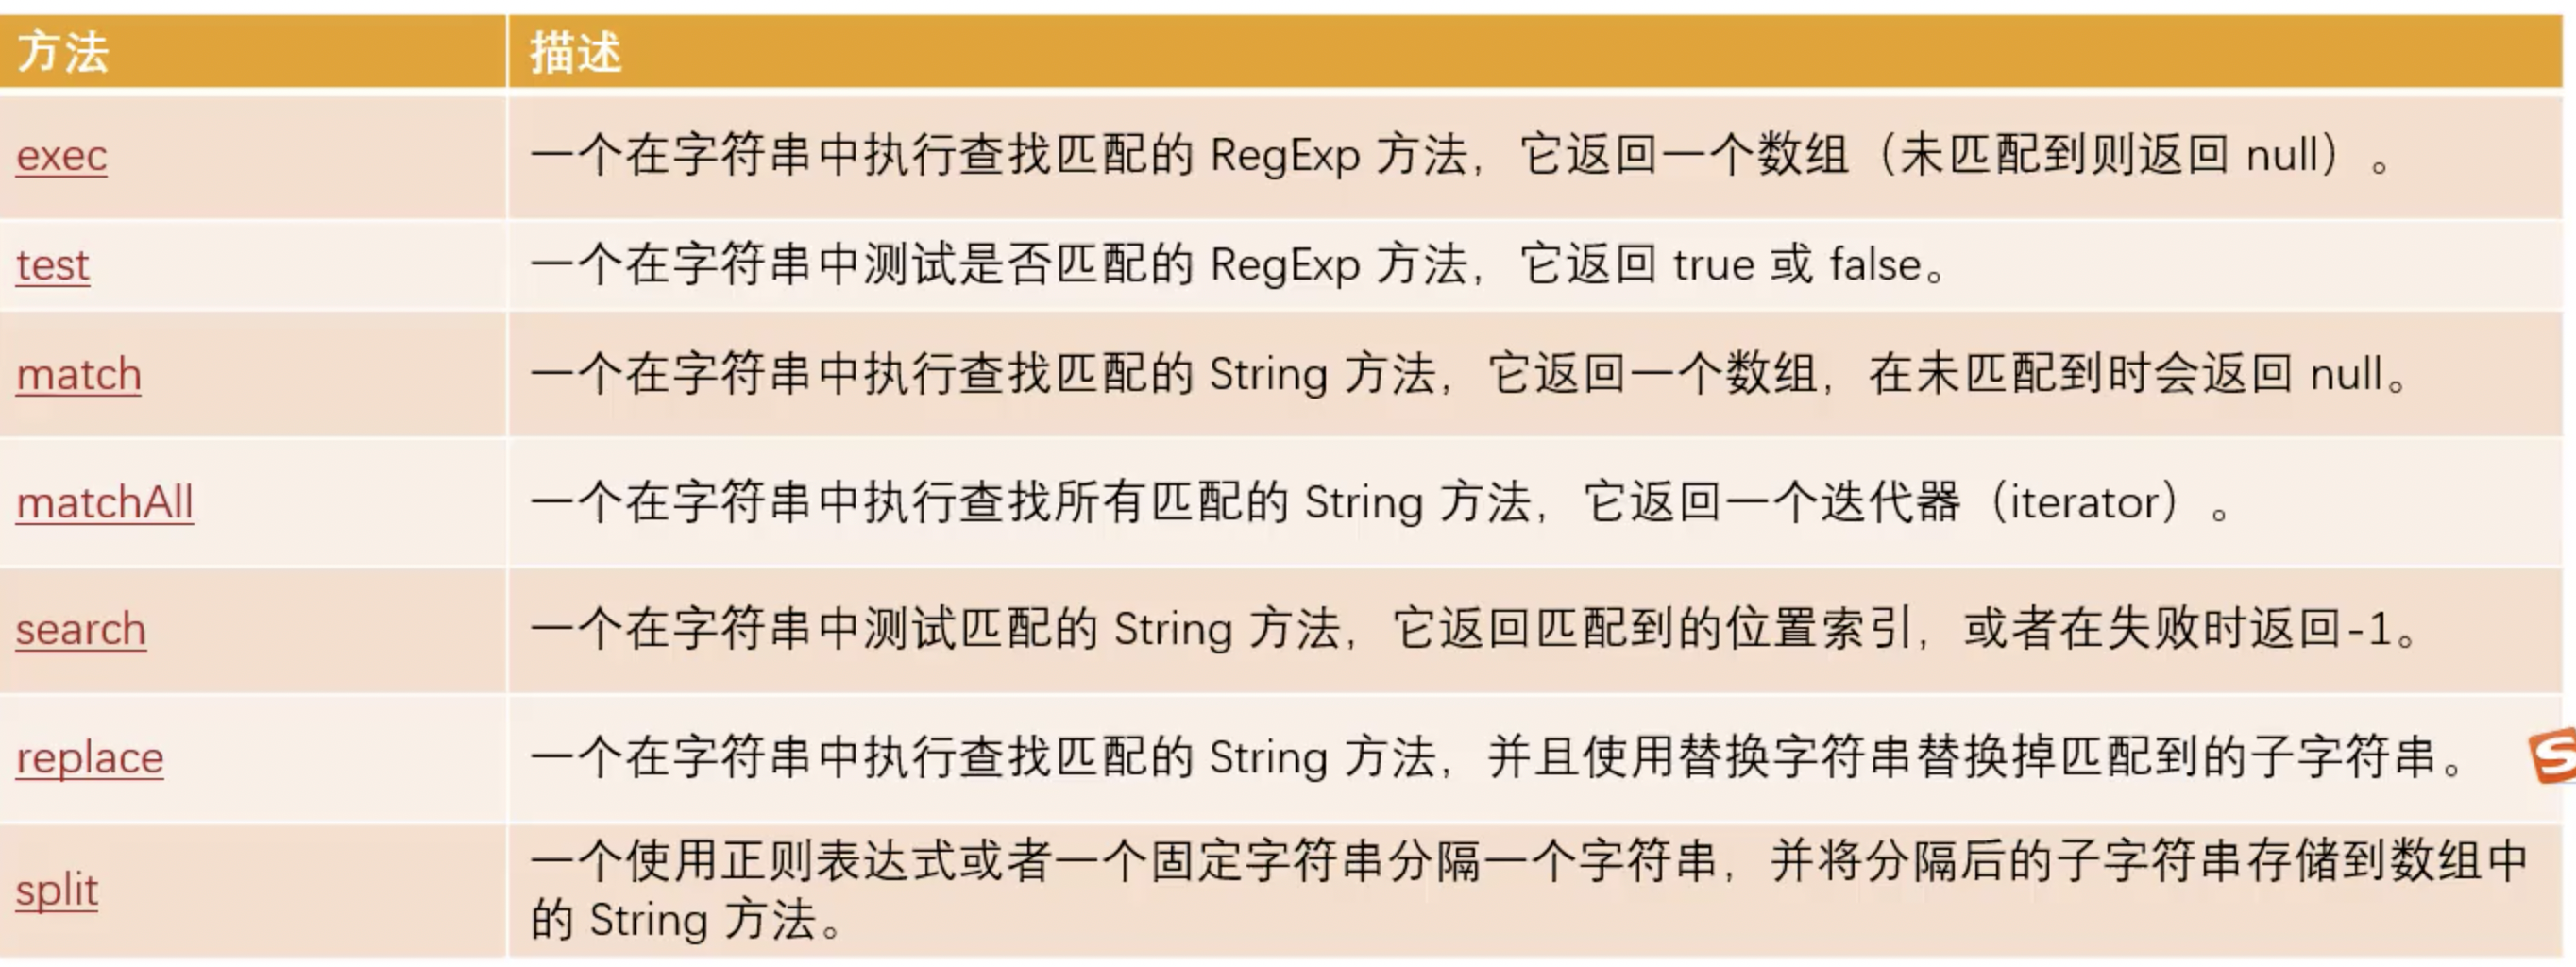 方法 描述
exec 一个在字符串中执行查找匹配的 RegExp 方法，它返回一个数组（未匹配到则返回 null）。
test 一个在字符串中测试是否匹配的 RegExp 方法，它返回 true 或 false。
match 一个在字符串中执行查找匹配的 String 方法，它返回一个数组，在未匹配到时会返回 null。
matchAll 一个在字符串中执行查找所有匹配的 String 方法，它返回一个迭代器（iterator）。
search 一个在字符串中测试匹配的 String 方法，它返回匹配到的位置索引，或者在失败时返回-1。
replace 一个在字符串中执行查找匹配的 String 方法，并且使用替换字符串替换掉匹配到的子字符串。
split 一个使用正则表达式或者一个固定字符串分隔一个字符串，并将分隔后的子字符串存储到数组中
的 String 方法。